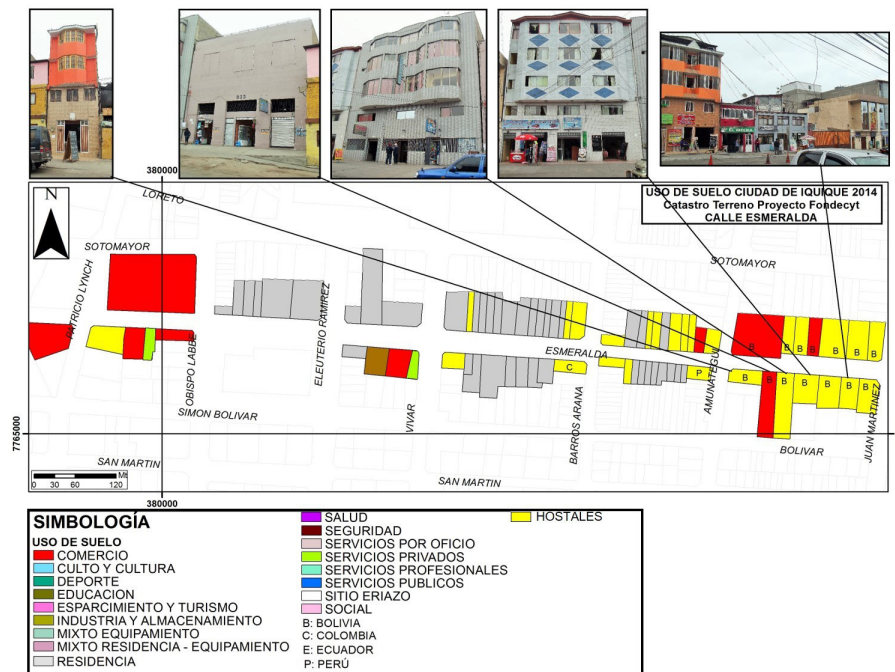 933
380000
N
USO DE SUELO CIUDAD DE IQUIQUE 2014
Catastro Terreno Proyecto Fondecyt
CALLE ESMERALDA
LORETO
SOTOMAYOR
SOTOMAYOR
PATRICIO LYNCH
OBISPO LABBE
ELEUTERIO RAMIREZ
ESMERALDA
SIMON BOLIVAR
VIVAR
BARROS ARANA
AMUNATEGUI
BOLIVAR
JUAN MARTINEZ
SAN MARTIN
SAN MARTIN
C
P
B
B B B B B B
B B B B B B B
7765000
Mt
0 30 60 120
380000
SIMBOLOGÍA
USO DE SUELO
COMERCIO
CULTO Y CULTURA
DEPORTE
EDUCACION
ESPARCIMIENTO Y TURISMO
INDUSTRIA Y ALMACENAMIENTO
MIXTO EQUIPAMIENTO
MIXTO RESIDENCIA - EQUIPAMIENTO
RESIDENCIA
SALUD
SEGURIDAD
SERVICIOS POR OFICIO
SERVICIOS PRIVADOS
SERVICIOS PROFESIONALES
SERVICIOS PUBLICOS
SITIO ERIAZO
SOCIAL
B: BOLIVIA
C: COLOMBIA
E: ECUADOR
P: PERÚ
HOSTALES